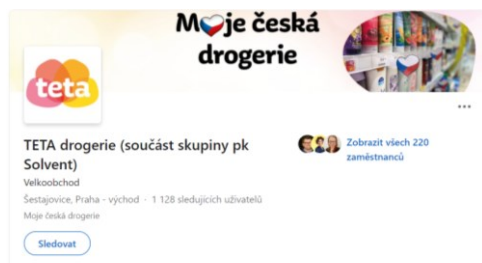 Moje česká
drogerie
teta
TETA drogerie (součást skupiny pk
Solvent)
Velkoobchod
Šestajovice, Praha - východ · 1 128 sledujících uživatelů
Moje česká drogerie
Zobrazit všech 220
zaměstnanců
Sledovat